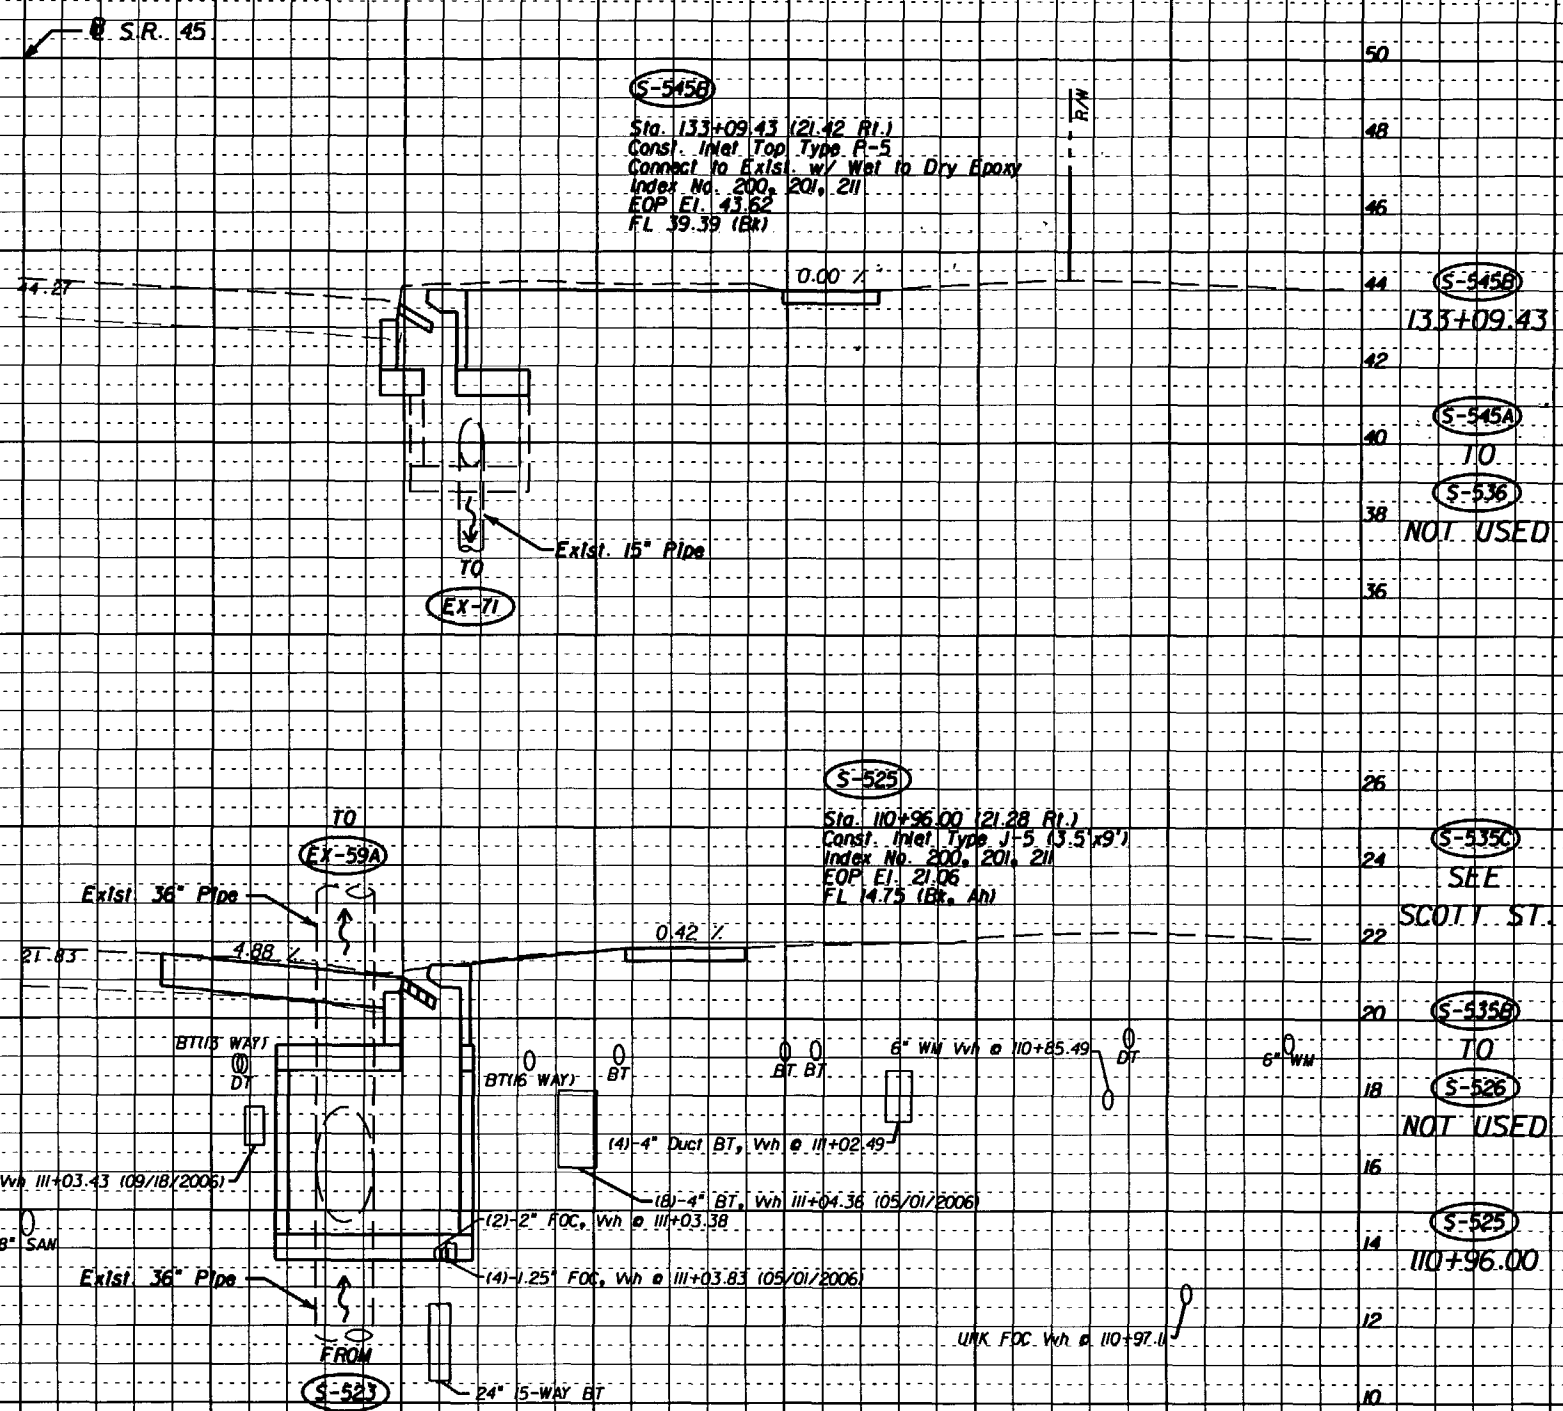 S.R. 45
50
S-545B
R/W
Sta. 133+09.43 (21.42 Rt.)
Const. Inlet Top Type P-5
Connect to Exist. w/ Wet to Dry Epoxy
Index No. 200, 201, 211
EOP El. 43.62
FL 39.39 (Bk)
48
46
44.27
0.00 %
44
S-545B
133+09.43
42
S-545A
40
TO
S-536
38
NOT USED
Exist. 15" Pipe
TO
EX-71
36
S-525
26
Sta. 110+96.00 (21.28 Rt.)
Const. Inlet Type J-5 (3.5'x9')
Index No. 200, 201, 211
EOP El. 21.06
FL 14.75 (Bk, Ah)
TO
EX-59A
S-535C
24
SEE
SCOTT ST.
Exist. 36" Pipe
21.83
4.88 %
0.42 %
22
20
S-535B
TO
S-526
NOT USED
BT(13 WAY)
DT
BT(16 WAY)
BT
BT BT
6" WM Vvh @ 110+85.49
DT
6" WM
18
(4)-4" Duct BT, Vvh @ 111+02.49
16
Vvh 111+03.43 (09/18/2006)
(8)-4" BT, Vvh 111+04.36 (05/01/2006)
(2)-2" FOC, Vvh @ 111+03.38
8" SAN
S-525
14
110+96.00
Exist. 36" Pipe
(4)-1.25" FOC, Vvh @ 111+03.83 (05/01/2006)
12
UNK FOC Vvh @ 110+97.11
FROM
S-523
24" 15-WAY BT
10